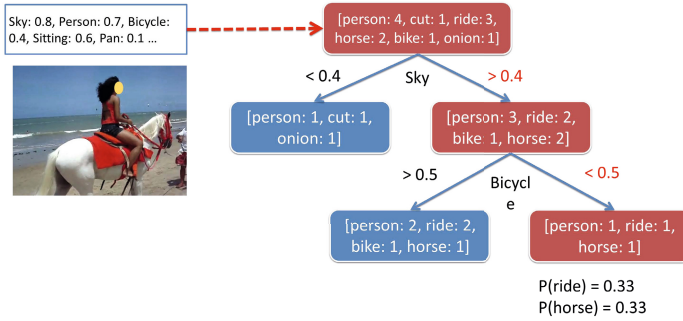 Sky: 0.8, Person: 0.7, Bicycle:
0.4, Sitting: 0.6, Pan: 0.1 ...
[person: 4, cut: 1, ride: 3,
horse: 2, bike: 1, onion: 1]
< 0.4
Sky
> 0.4
[person: 1, cut: 1,
onion: 1]
[person: 3, ride: 2,
bike: 1, horse: 2]
> 0.5
Bicycl
e
< 0.5
[person: 2, ride: 2,
bike: 1, horse: 1]
[person: 1, ride: 1,
horse: 1]
P(ride) = 0.33
P(horse) = 0.33